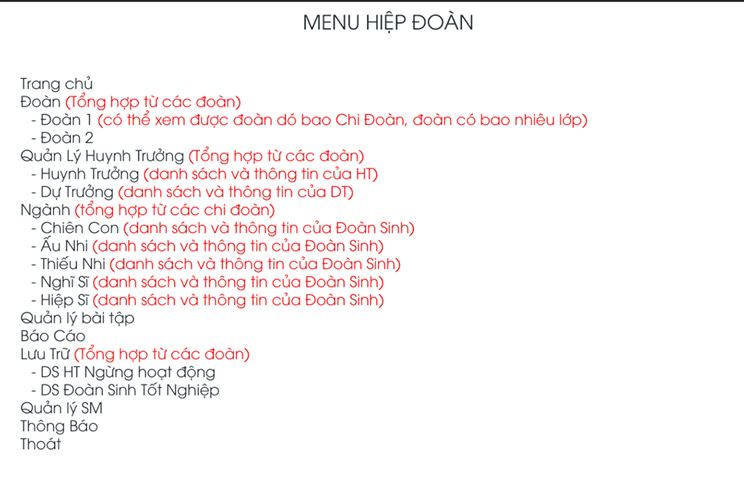 MENU HIỆP ĐOÀN
Trang chủ
Đoàn (Tổng hợp từ các đoàn)
- Đoàn 1 (có thể xem được đoàn dó bao Chi Đoàn, đoàn có bao nhiêu lớp)
- Đoàn 2
Quản Lý Huynh Trưởng (Tổng hợp từ các đoàn)
- Huynh Trưởng (danh sách và thông tin của HT)
- Dự Trưởng (danh sách và thông tin của DT)
Ngành (tổng hợp từ các chi đoàn)
- Chiên Con (danh sách và thông tin của Đoàn Sinh)
- Ấu Nhi (danh sách và thông tin của Đoàn Sinh)
- Thiếu Nhi (danh sách và thông tin của Đoàn Sinh)
- Nghĩ Sĩ (danh sách và thông tin của Đoàn Sinh)
- Hiệp Sĩ (danh sách và thông tin của Đoàn Sinh)
Quản lý bài tập
Báo Cáo
Lưu Trữ (Tổng hợp từ các đoàn)
- DS HT Ngừng hoạt động
- DS Đoàn Sinh Tốt Nghiệp
Quản lý SM
Thông Báo
Thoát